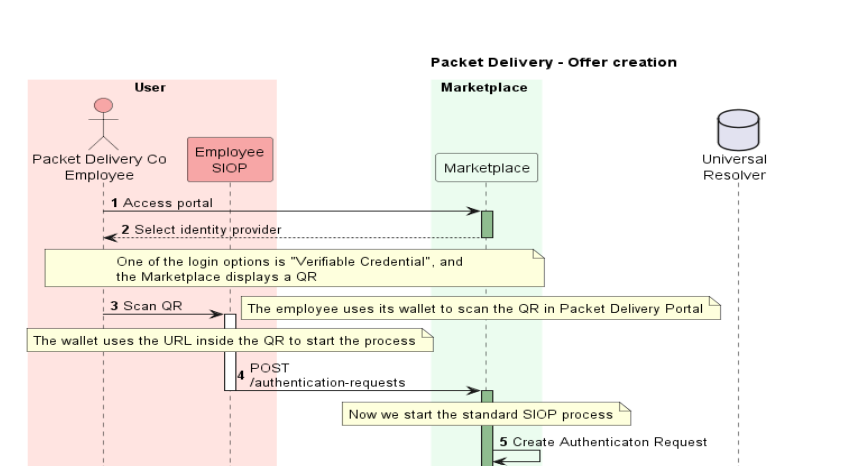 Packet Delivery - Offer creation
User
Marketplace
Packet Delivery Co
Employee
Employee
SIOP
Marketplace
Universal
Resolver
1 Access portal
2 Select identity provider
One of the login options is "Verifiable Credential", and
the Marketplace displays a QR
3 Scan QR
The employee uses its wallet to scan the QR in Packet Delivery Portal
The wallet uses the URL inside the QR to start the process
4 POST
/authentication-requests
Now we start the standard SIOP process
5 Create Authenticaton Request